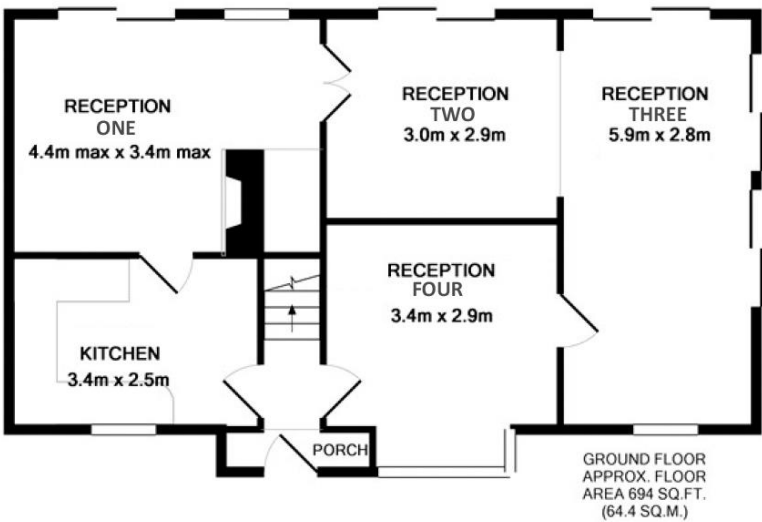 RECEPTION
ONE
4.4m max x 3.4m max
RECEPTION
TWO
3.0m x 2.9m
RECEPTION
THREE
5.9m x 2.8m
RECEPTION
FOUR
3.4m x 2.9m
KITCHEN
3.4m x 2.5m
PORCH
GROUND FLOOR
APPROX. FLOOR
AREA 694 SQ.FT.
(64.4 SQ.M.)